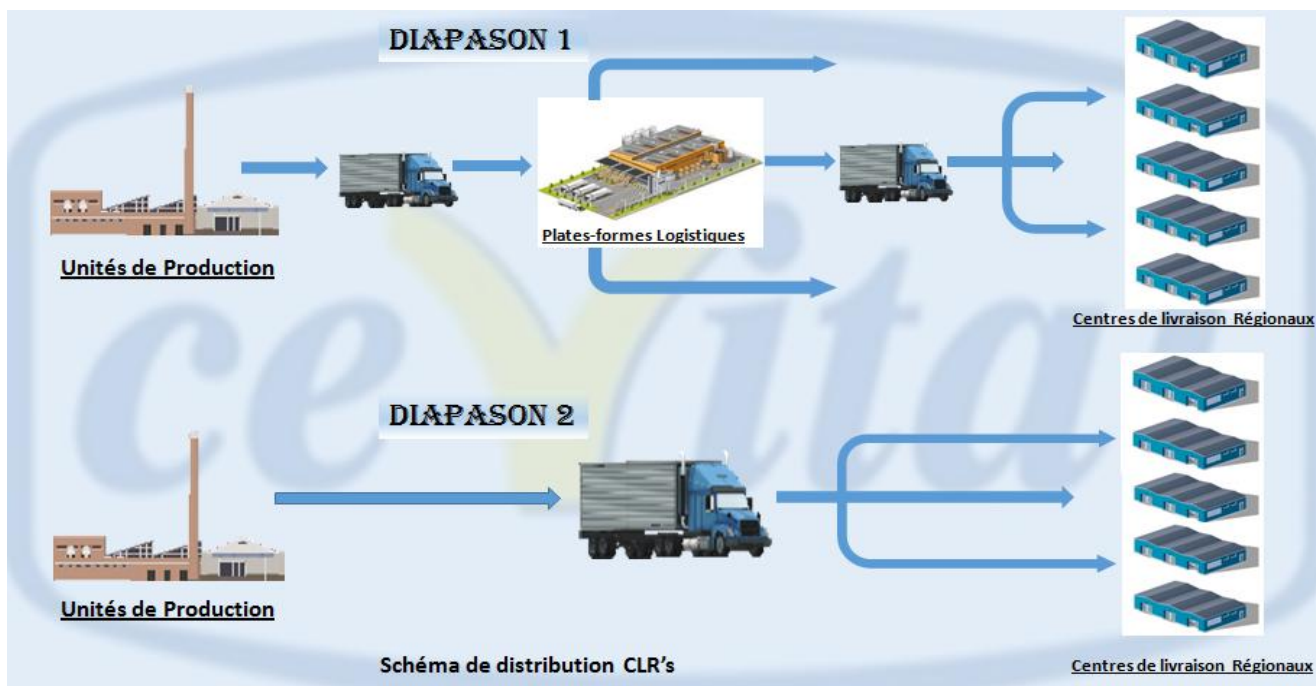 DIAPASON 1
Plates-formes Logistiques
Unités de Production
Centres de livraison Régionaux
ceVital
DIAPASON 2
Unités de Production
Schéma de distribution CLR's
Centres de livraison Régionaux